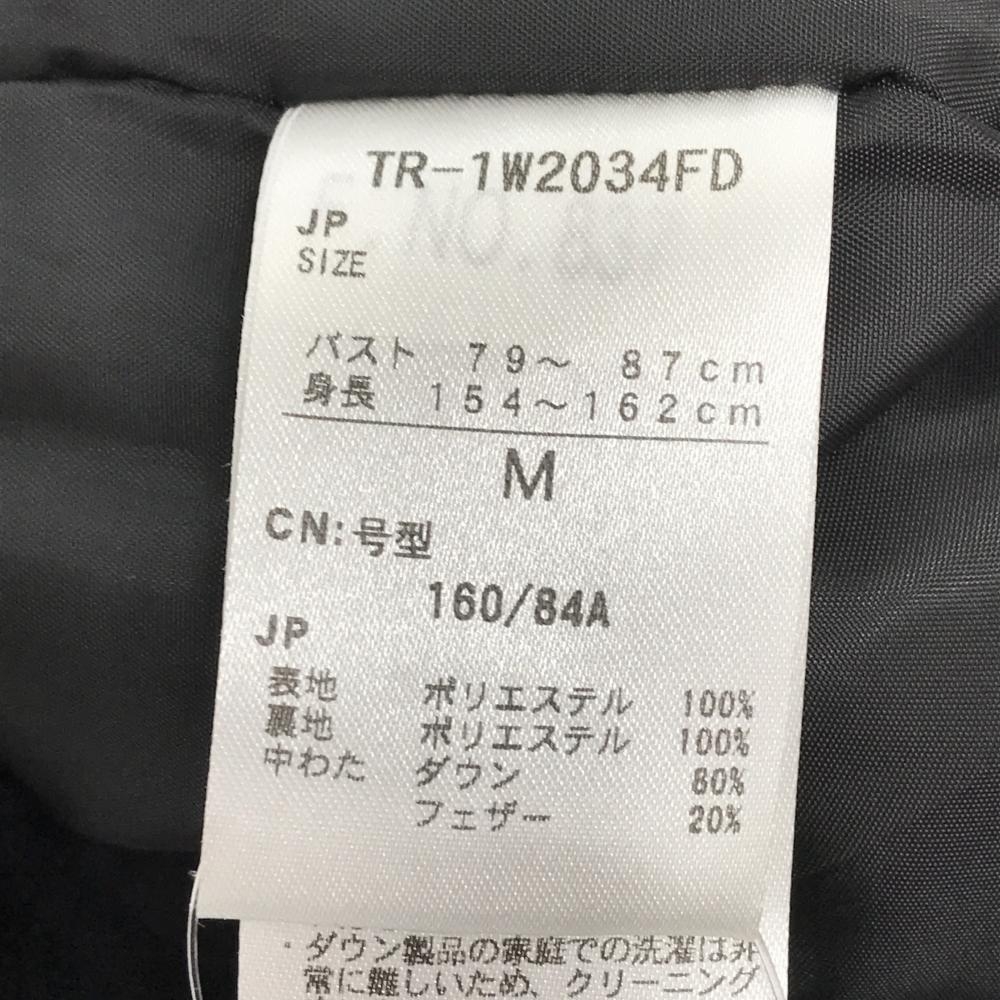 TR-1W2034FD
JP
SIZE
バスト 79～ 87cm
身長 154～162cm
M
CN:号型
160/84A
JP
表地 ポリエステル 100%
裏地 ポリエステル 100%
中わた ダウン 80%
フェザー 20%
・ダウン製品の家庭での洗濯は非
常に難しいため、クリーニング